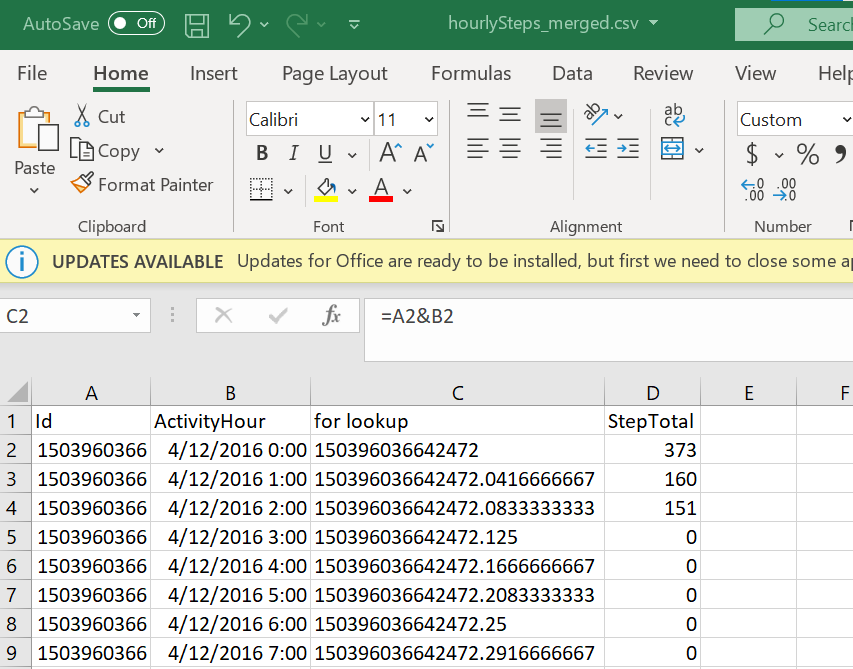 AutoSave Off hourlySteps_merged.csv Search
File Home Insert Page Layout Formulas Data Review View Help
Cut Calibri 11 ab Custom
Copy B I U A A $ % 9
Paste Format Painter A .00 .00
Clipboard Font Alignment Number
UPDATES AVAILABLE Updates for Office are ready to be installed, but first we need to close some ap
C2 fx =A2&B2
A B C D E F
1 Id ActivityHour for lookup StepTotal
2 1503960366 4/12/2016 0:00 150396036642472 373
3 1503960366 4/12/2016 1:00 150396036642472.0416666667 160
4 1503960366 4/12/2016 2:00 150396036642472.0833333333 151
5 1503960366 4/12/2016 3:00 150396036642472.125 0
6 1503960366 4/12/2016 4:00 150396036642472.1666666667 0
7 1503960366 4/12/2016 5:00 150396036642472.2083333333 0
8 1503960366 4/12/2016 6:00 150396036642472.25 0
9 1503960366 4/12/2016 7:00 150396036642472.2916666667 0